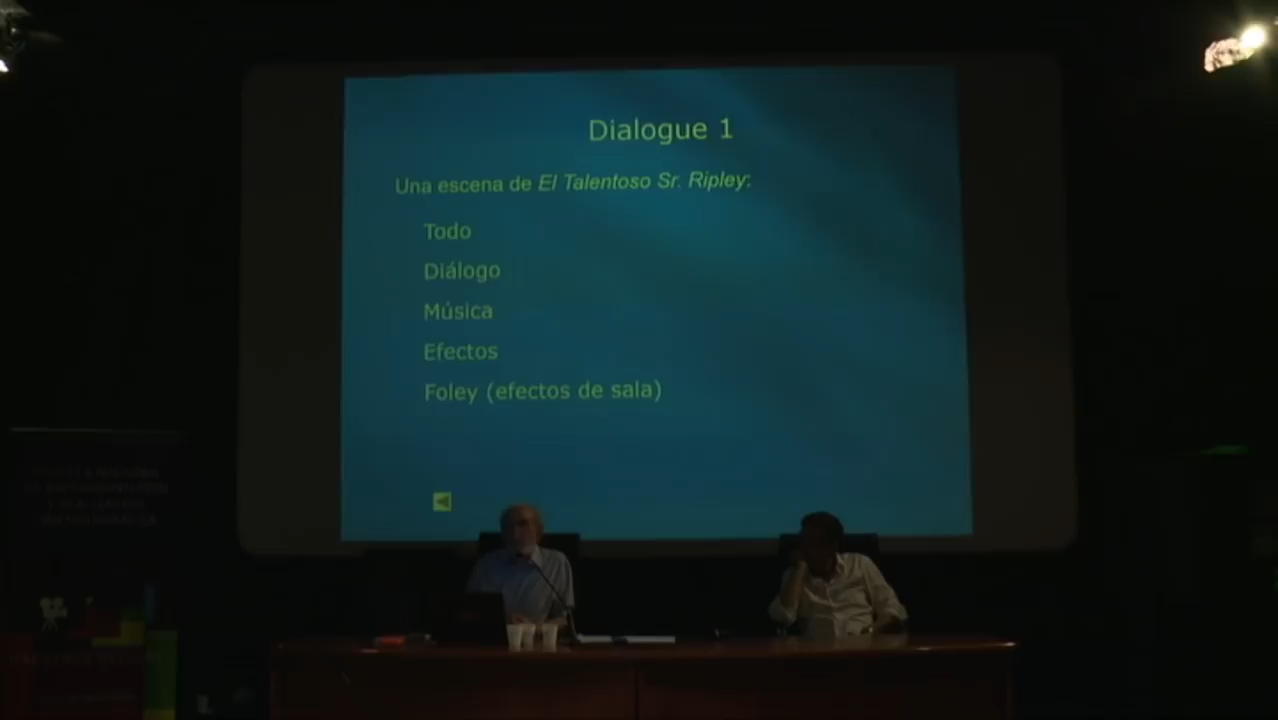 Dialogue 1
Una escena de El Talentoso Sr. Ripley:
Todo
Diálogo
Música
Efectos
Foley (efectos de sala)